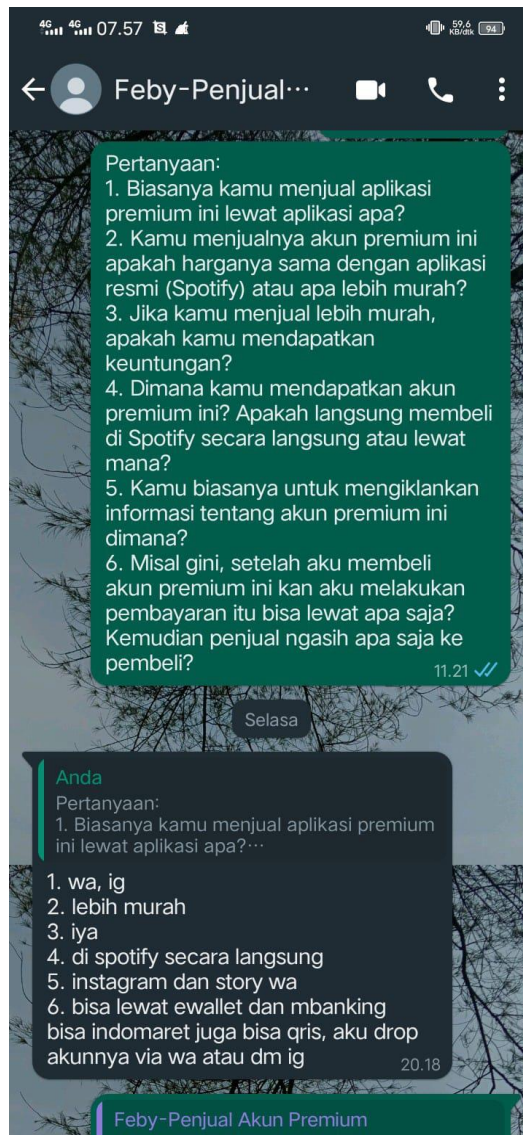 4G 4G 07.57 59,6 KB/dtk 94
Feby-Penjual...
Pertanyaan:
1. Biasanya kamu menjual aplikasi
premium ini lewat aplikasi apa?
2. Kamu menjualnya akun premium ini
apakah harganya sama dengan aplikasi
resmi (Spotify) atau apa lebih murah?
3. Jika kamu menjual lebih murah,
apakah kamu mendapatkan
keuntungan?
4. Dimana kamu mendapatkan akun
premium ini? Apakah langsung membeli
di Spotify secara langsung atau lewat
mana?
5. Kamu biasanya untuk mengiklankan
informasi tentang akun premium ini
dimana?
6. Misal gini, setelah aku membeli
akun premium ini kan aku melakukan
pembayaran itu bisa lewat apa saja?
Kemudian penjual ngasih apa saja ke
pembeli?
11.21
Selasa
Anda
Pertanyaan:
1. Biasanya kamu menjual aplikasi premium
ini lewat aplikasi apa?...
1. wa, ig
2. lebih murah
3. iya
4. di spotify secara langsung
5. instagram dan story wa
6. bisa lewat ewallet dan mbanking
bisa indomaret juga bisa qris, aku drop
akunnya via wa atau dm ig
20.18
Feby-Penjual Akun Premium